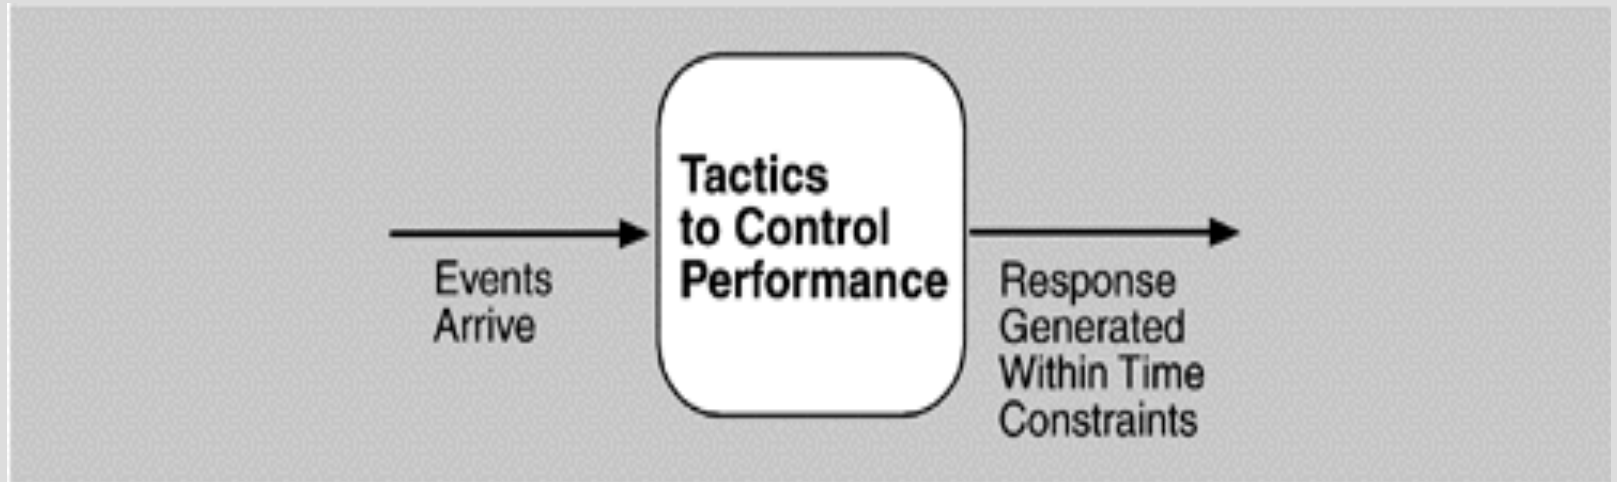 Events
Arrive
Tactics
to Control
Performance
Response
Generated
Within Time
Constraints